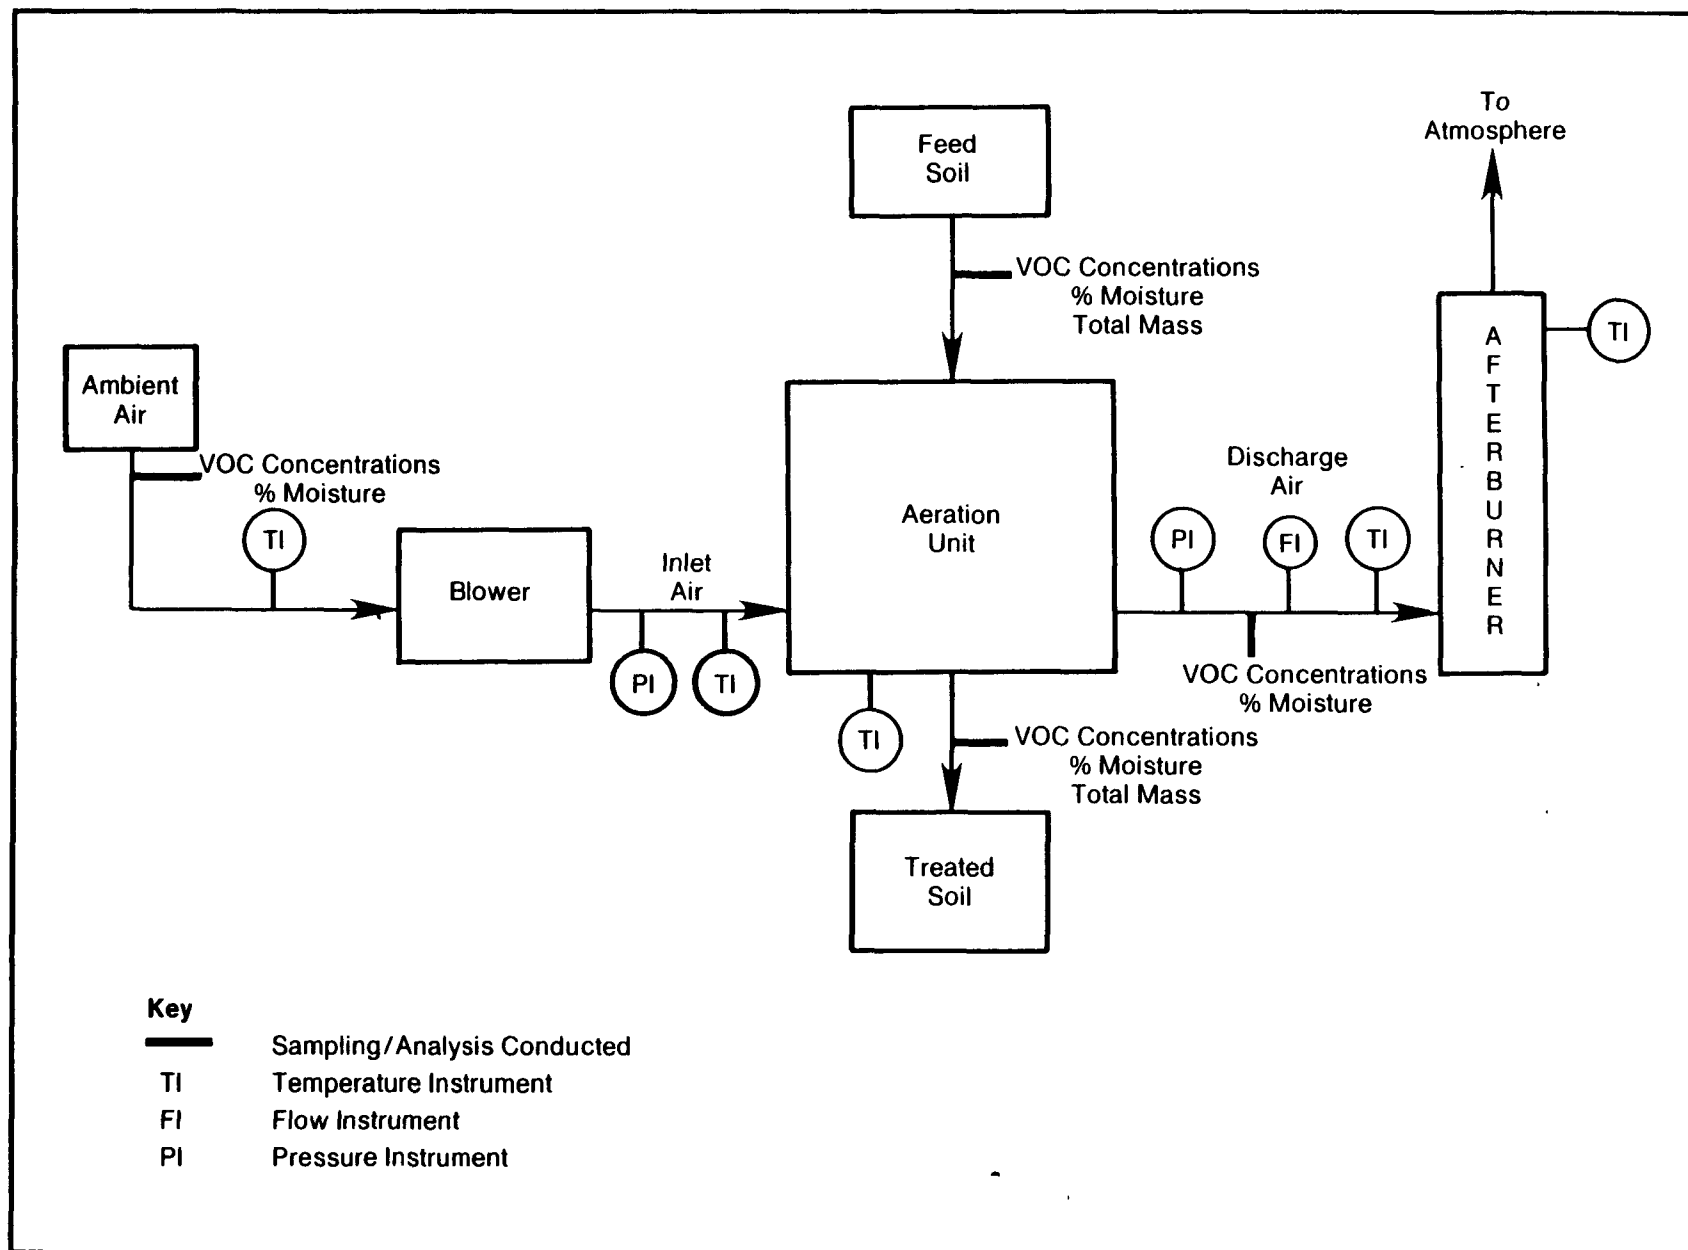 To
Atmosphere
Feed
Soil
VOC Concentrations
% Moisture
Total Mass
TI
A
F
T
E
R
B
U
R
N
E
R
Ambient
Air
VOC Concentrations
% Moisture
TI
Blower
Inlet
Air
PI
TI
Aeration
Unit
TI
Discharge
Air
PI
FI
TI
VOC Concentrations
% Moisture
VOC Concentrations
% Moisture
Total Mass
Treated
Soil
Key
Sampling/Analysis Conducted
TI Temperature Instrument
FI Flow Instrument
PI Pressure Instrument